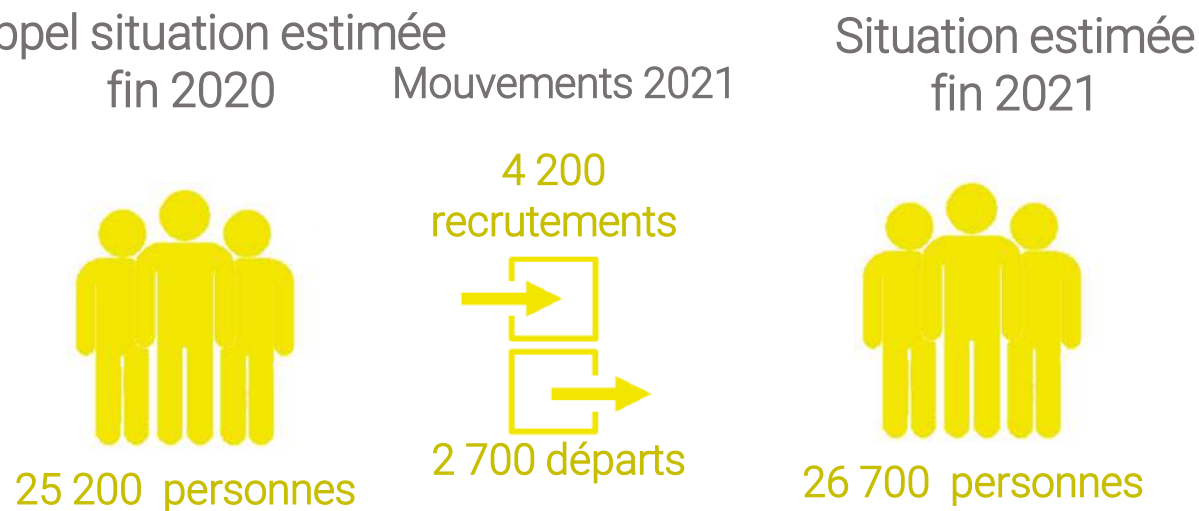 ppel situation estimée
fin 2020
Mouvements 2021
4 200
recrutements
2 700 départs
25 200 personnes
Situation estimée
fin 2021
26 700 personnes